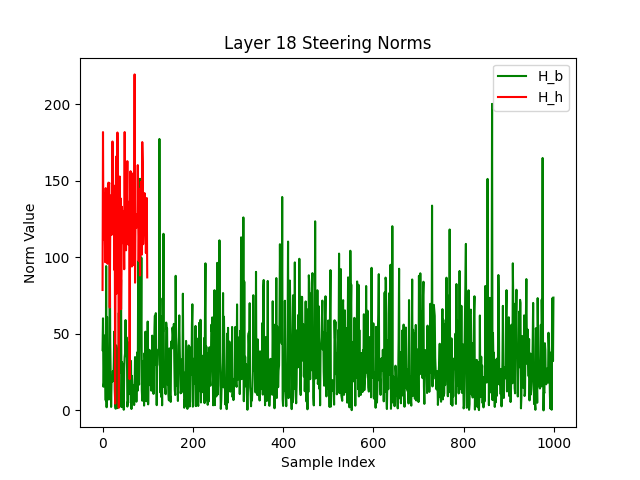 Layer 18 Steering Norms
H_b
H_h
Norm Value
200
150
100
50
0
0 200 400 600 800 1000
Sample Index